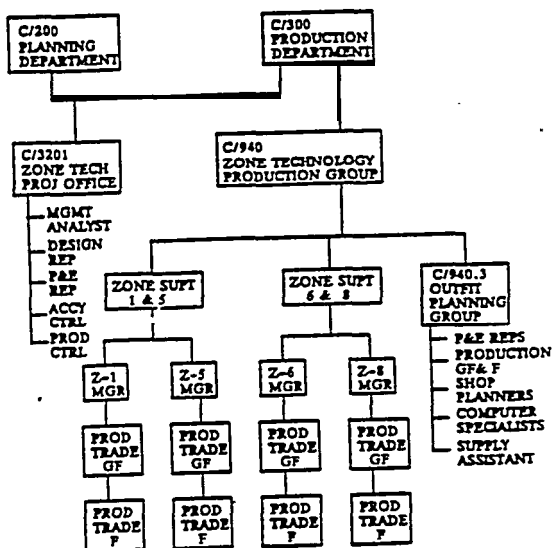 C/200
PLANNING
DEPARTMENT
C/300
PRODUCTION
DEPARTMENT
C/3201
ZONE TECH
PROJ OFFICE
MGMT
ANALYST
DESIGN
REP
P&E
REP
ACCY
CTRL
PROD
CTRL
C/940
ZONE TECHNOLOGY
PRODUCTION GROUP
ZONE SUPT
1 & 5
ZONE SUPT
6 & 8
C/940.3
OUTFIT
PLANNING
GROUP
P&E REPS
PRODUCTION
GF& F
SHOP
PLANNERS
COMPUTER
SPECIALISTS
SUPPLY
ASSISTANT
Z-1
MGR
Z-5
MGR
Z-6
MGR
Z-8
MGR
PROD
TRADE
GF
PROD
TRADE
GF
PROD
TRADE
GF
PROD
TRADE
GF
PROD
TRADE
F
PROD
TRADE
F
PROD
TRADE
F
PROD
TRADE
F